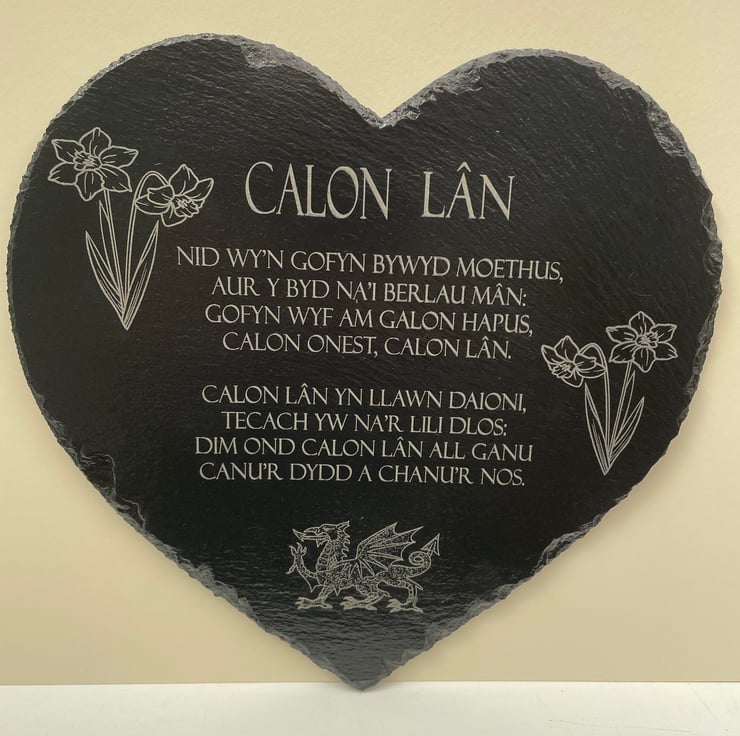 CALON LÂN
NID WY'N GOFYN BYWYD MOETHUS,
AUR Y BYD NA'I BERLAU MÂN:
GOFYN WYF AM GALON HAPUS,
CALON ONEST, CALON LÂN.
CALON LÂN YN LLAWN DAIONI,
TECACH YW NA'R LILI DLOS:
DIM OND CALON LÂN ALL GANU
CANU'R DYDD A CHANU'R NOS.